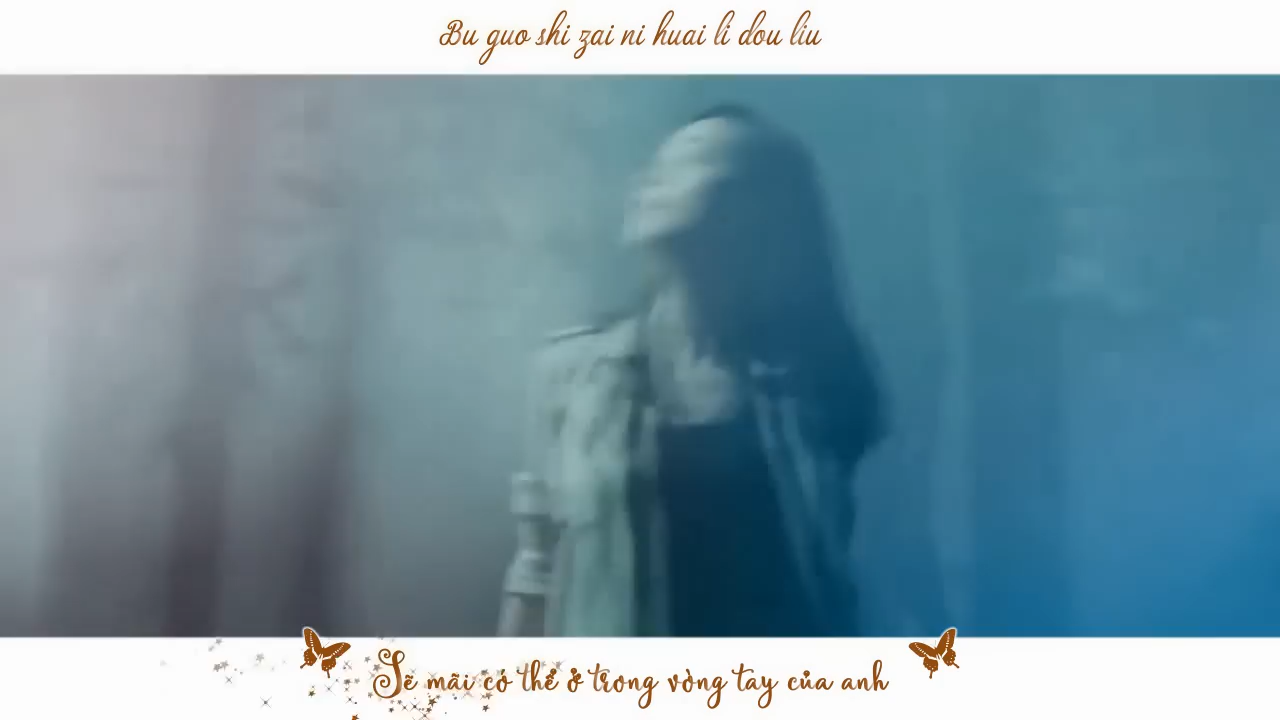 Bu guo shi zai ni huai li dou liu
Sẽ mãi có thể ở trong vòng tay của anh